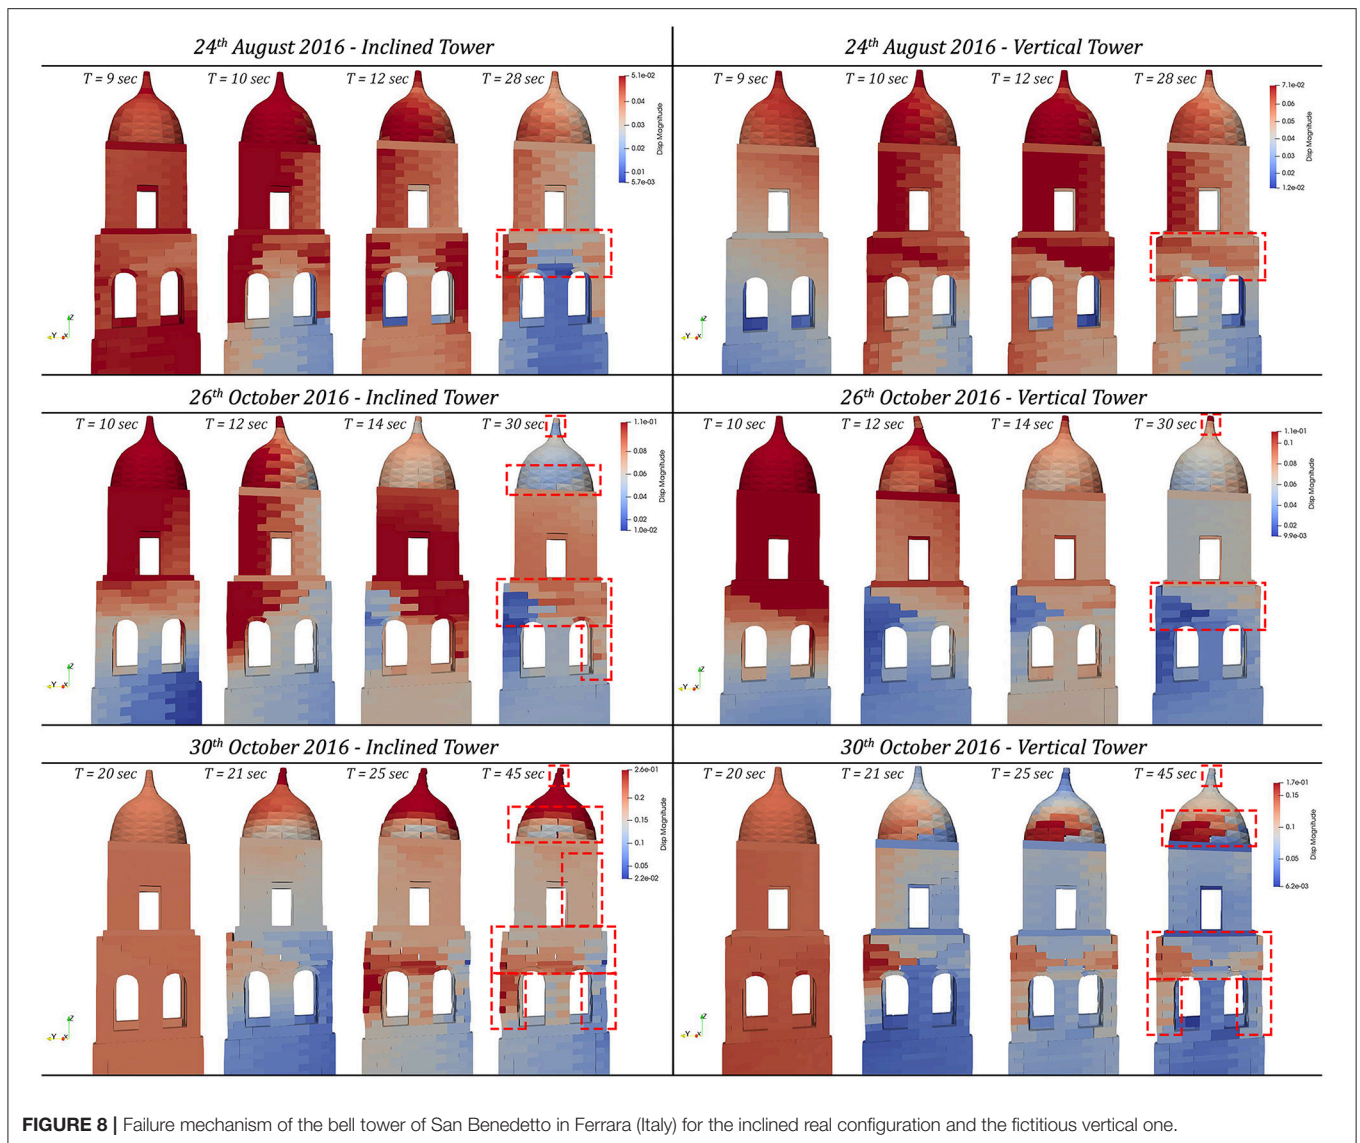 24th August 2016 - Inclined Tower
T = 9 sec
T = 10 sec
T = 12 sec
T = 28 sec
5.1e-02
0.04
0.03
0.02
0.01
5.7e-03
Disp Magnitude
Z
Y
X
24th August 2016 - Vertical Tower
T = 9 sec
T = 10 sec
T = 12 sec
T = 28 sec
7.1e-02
0.06
0.05
0.04
0.03
0.02
1.2e-02
Disp Magnitude
Z
Y
X
26th October 2016 - Inclined Tower
T = 10 sec
T = 12 sec
T = 14 sec
T = 30 sec
1.1e-01
0.08
0.06
0.04
0.02
1.0e-02
Disp Magnitude
Z
Y
X
26th October 2016 - Vertical Tower
T = 10 sec
T = 12 sec
T = 14 sec
T = 30 sec
1.1e-01
0.1
0.08
0.06
0.04
0.02
9.9e-03
Disp Magnitude
Z
Y
X
30th October 2016 - Inclined Tower
T = 20 sec
T = 21 sec
T = 25 sec
T = 45 sec
2.6e-01
0.2
0.15
0.1
0.05
2.2e-02
Disp Magnitude
Z
Y
X
30th October 2016 - Vertical Tower
T = 20 sec
T = 21 sec
T = 25 sec
T = 45 sec
1.7e-01
0.15
0.1
0.05
6.2e-03
Disp Magnitude
Z
Y
X
FIGURE 8 | Failure mechanism of the bell tower of San Benedetto in Ferrara (Italy) for the inclined real configuration and the fictitious vertical one.